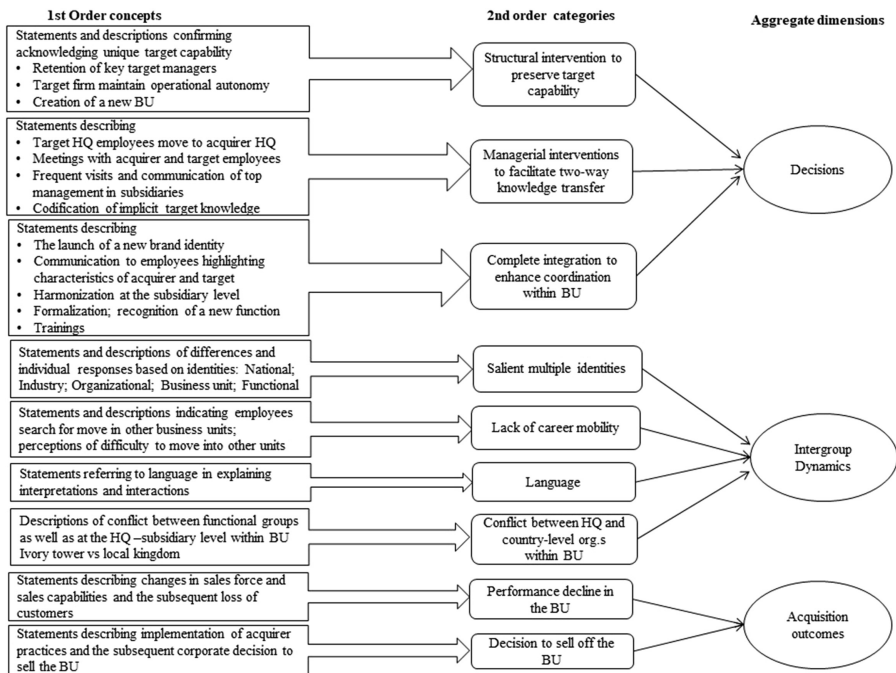 1st Order concepts
2nd order categories
Aggregate dimensions
Statements and descriptions confirming
acknowledging unique target capability
• Retention of key target managers
• Target firm maintain operational autonomy
• Creation of a new BU
Structural intervention to
preserve target
capability
Statements describing
• Target HQ employees move to acquirer HQ
• Meetings with acquirer and target employees
• Frequent visits and communication of top
management in subsidiaries
• Codification of implicit target knowledge
Managerial interventions
to facilitate two-way
knowledge transfer
Decisions
Statements describing
• The launch of a new brand identity
• Communication to employees highlighting
characteristics of acquirer and target
• Harmonization at the subsidiary level
• Formalization; recognition of a new function
• Trainings
Complete integration to
enhance coordination
within BU
Statements and descriptions of differences and
individual responses based on identities: National;
Industry; Organizational; Business unit; Functional
Salient multiple identities
Statements and descriptions indicating employees
search for move in other business units;
perceptions of difficulty to move into other units
Lack of career mobility
Intergroup
Dynamics
Statements referring to language in explaining
interpretations and interactions
Language
Descriptions of conflict between functional groups
as well as at the HQ –subsidiary level within BU
Ivory tower vs local kingdom
Conflict between HQ and
country-level org.s
within BU
Statements describing changes in sales force and
sales capabilities and the subsequent loss of
customers
Performance decline in
the BU
Acquisition
outcomes
Statements describing implementation of acquirer
practices and the subsequent corporate decision to
sell the BU
Decision to sell off the
BU